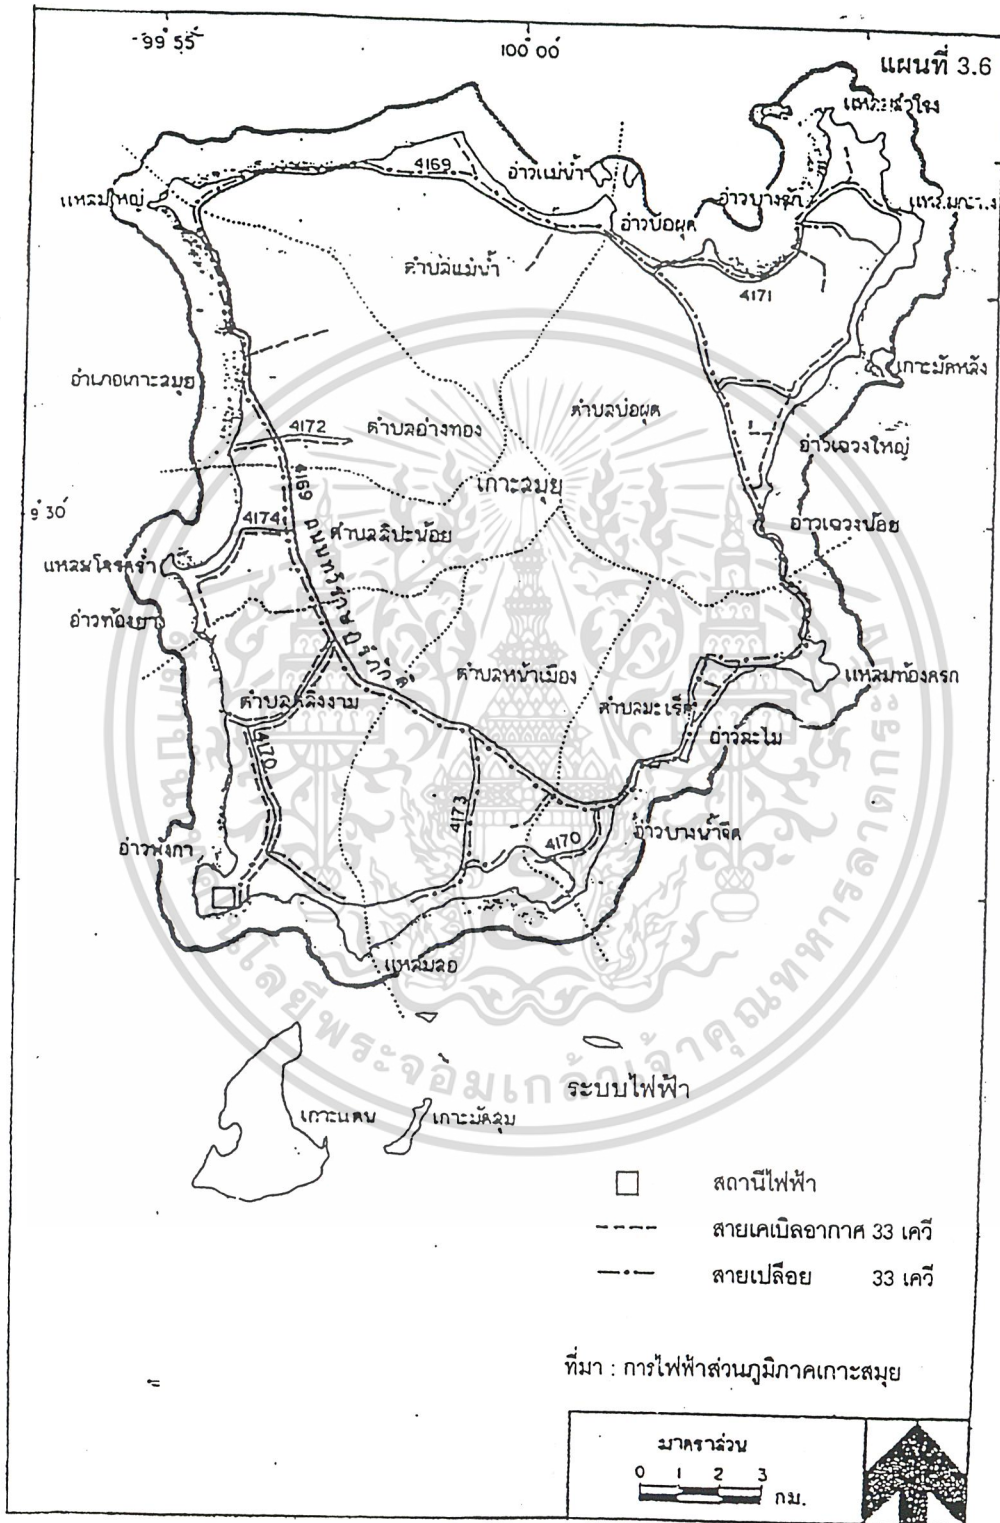 99 55'
100 00'
แผนที่ 3.6
แหลมสำโรง
4169
อ่าวแม่น้ำ
แหลมใหญ่
อ่าวบ่อผุด
ตำบลแม่น้ำ
4171
อำเภอเกาะสมุย
เกาะมัดหลัง
ตำบลบ่อผุด
4172
ตำบลอ่างทอง
อ่าวเฉวงใหญ่
4169
เกาะสมุย
9 30
4174
ตำบลลิปะน้อย
อ่าวเฉวงน้อย
อ่าวท้องยาง
ตำบลหน้าเมือง
แหลมท้องครก
ตำบลมะเร็ต
ตำบลตลิ่งงาม
อ่าวละไม
4170
4173
4170
อ่าวบางน้ำจืด
อ่าวพังกา
แหลมสอ
ระบบไฟฟ้า
เกาะแตน
เกาะมัดสุม
สถานีไฟฟ้า
สายเคเบิลอากาศ 33 เควี
สายเปลือย 33 เควี
ที่มา : การไฟฟ้าส่วนภูมิภาคเกาะสมุย
มาตราส่วน
0 1 2 3
กม.